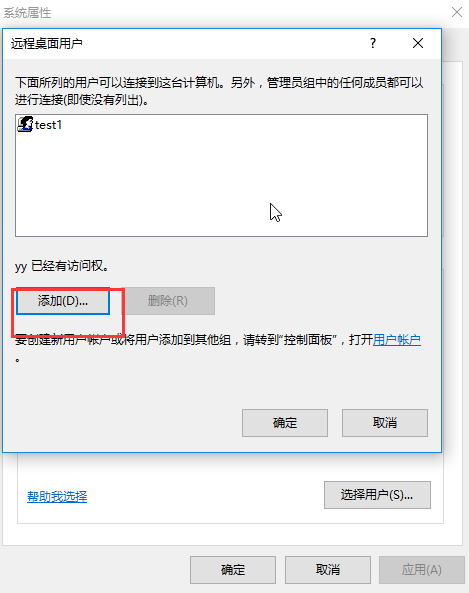 系统属性
远程桌面用户
?
下面所列的用户可以连接到这台计算机。另外，管理员组中的任何成员都可以
进行连接(即使没有列出)。
test1
yy 已经有访问权。
添加(D)... 删除(R)
要创建新用户帐户或将用户添加到其他组，请转到"控制面板"，打开用户帐户
。
确定 取消
帮助我选择 选择用户(S)...
确定 取消 应用(A)